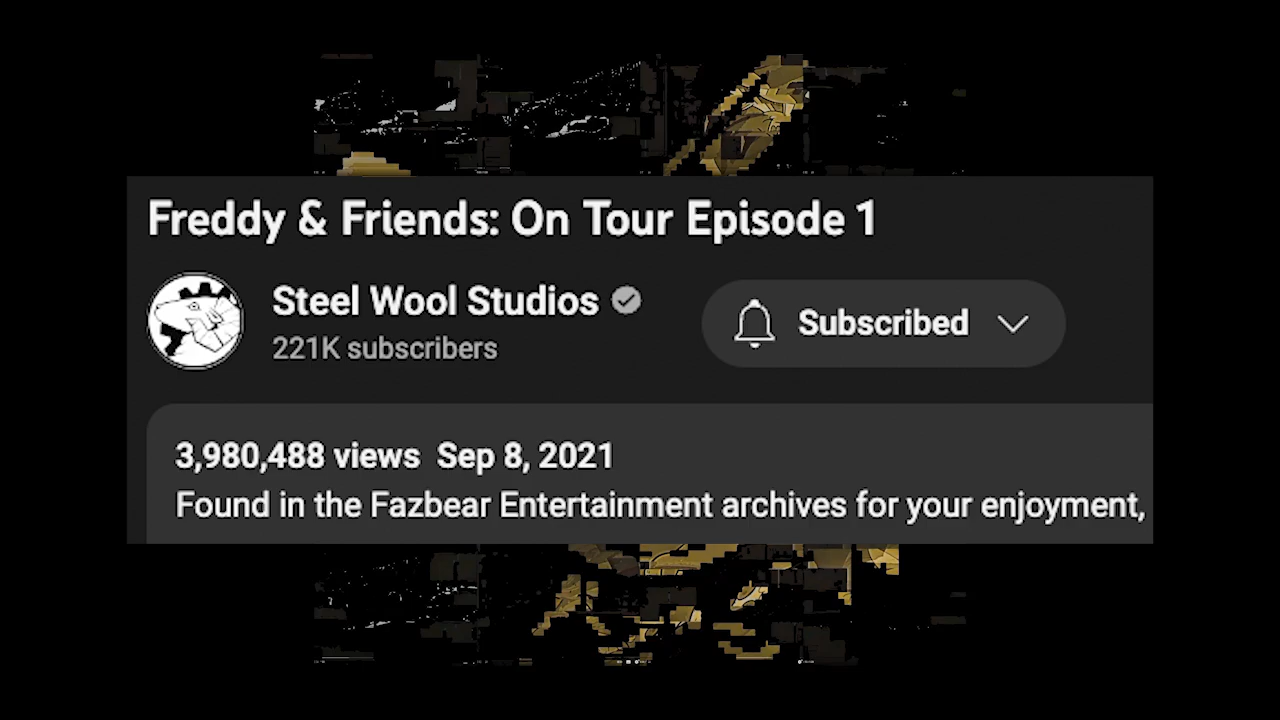 Freddy & Friends: On Tour Episode 1
Steel Wool Studios
221K subscribers
Subscribed
3,980,488 views Sep 8, 2021
Found in the Fazbear Entertainment archives for your enjoyment,